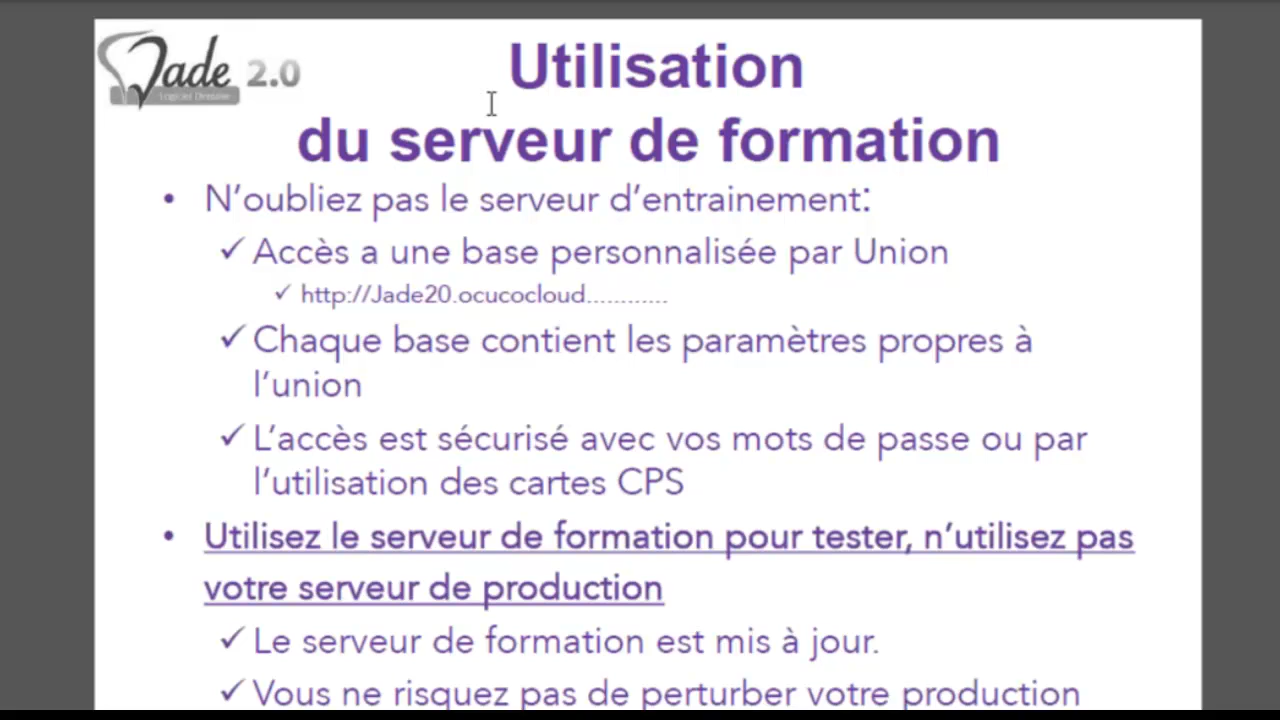 Jade 2.0
Logiciel Dentaire
Utilisation
du serveur de formation
• N’oubliez pas le serveur d’entrainement:
✓ Accès a une base personnalisée par Union
✓ http://Jade20.ocucocloud............
✓ Chaque base contient les paramètres propres à
l’union
✓ L’accès est sécurisé avec vos mots de passe ou par
l’utilisation des cartes CPS
• Utilisez le serveur de formation pour tester, n’utilisez pas
votre serveur de production
✓ Le serveur de formation est mis à jour.
✓ Vous ne risquez pas de perturber votre production